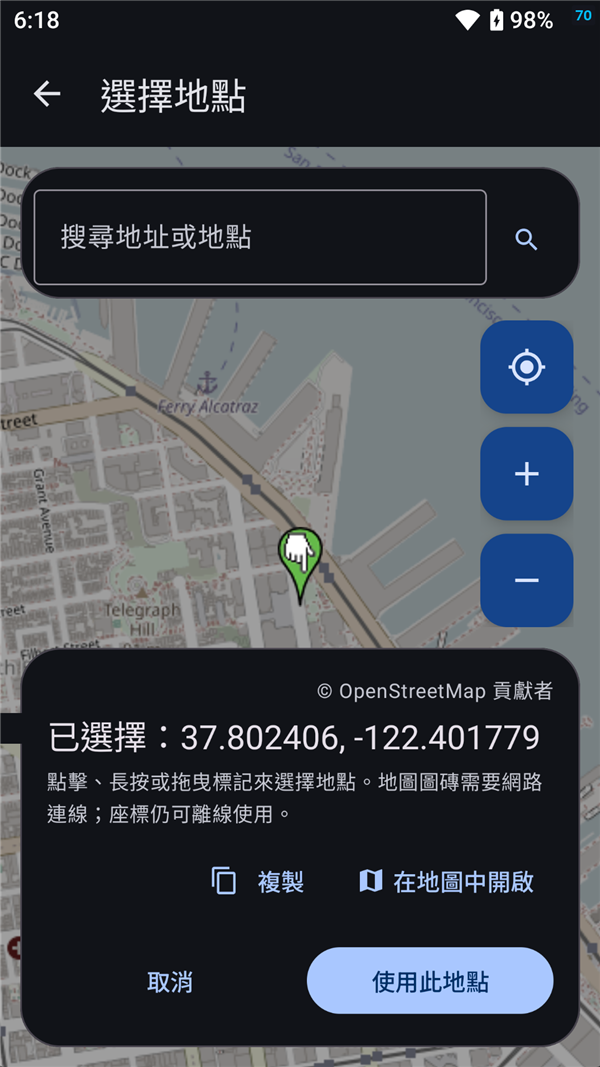 6:18
98%
70
選擇地點
Dock
搜尋地址或地點
Ferry Alcatraz
Grant Avenue
Telegraph
Hill
© OpenStreetMap 貢獻者
已選擇：37.802406, -122.401779
點擊、長按或拖曳標記來選擇地點。地圖圖磚需要網路
連線；座標仍可離線使用。
複製
在地圖中開啟
取消
使用此地點